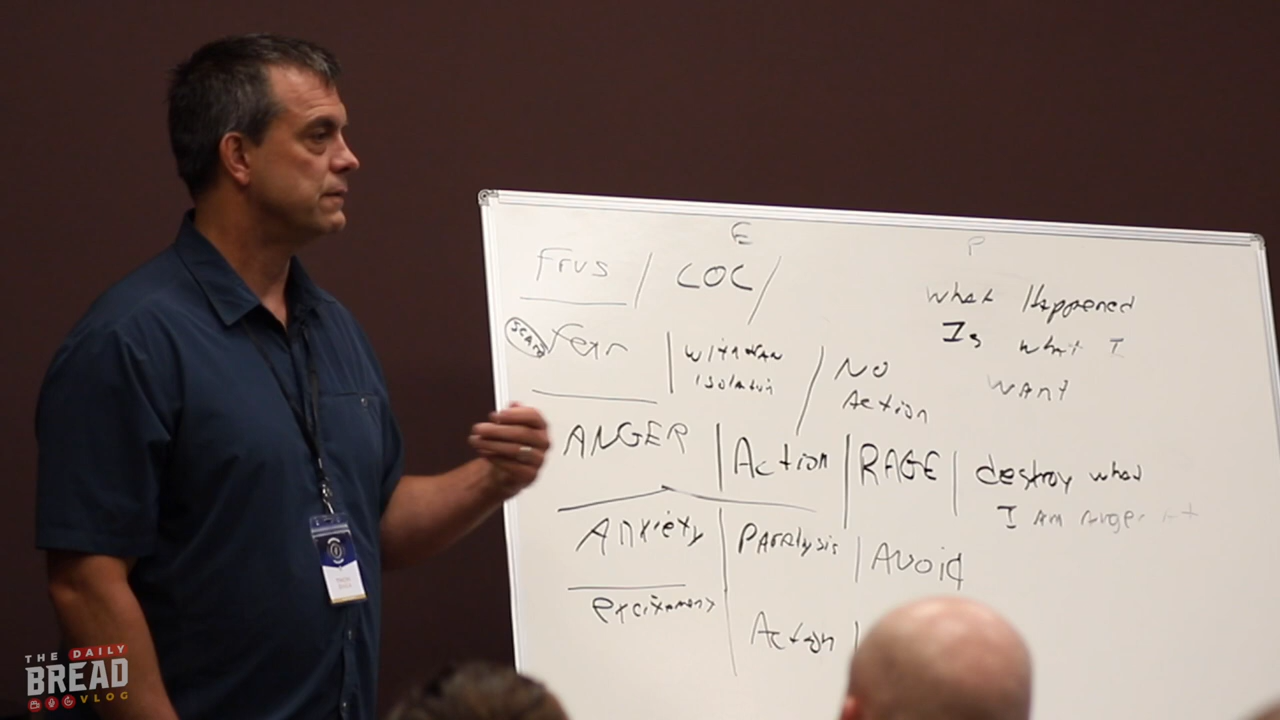 E
P
Frus / COC /
What Happened
Is what I
want
SCAM Fear | withdraw / NO
isolation Action
ANGER | Action | RAGE | destroy what
I Am Anger at
Anxiety | Paralysis | Avoid
excitement
Action |
THE DAILY
BREAD
VLOG